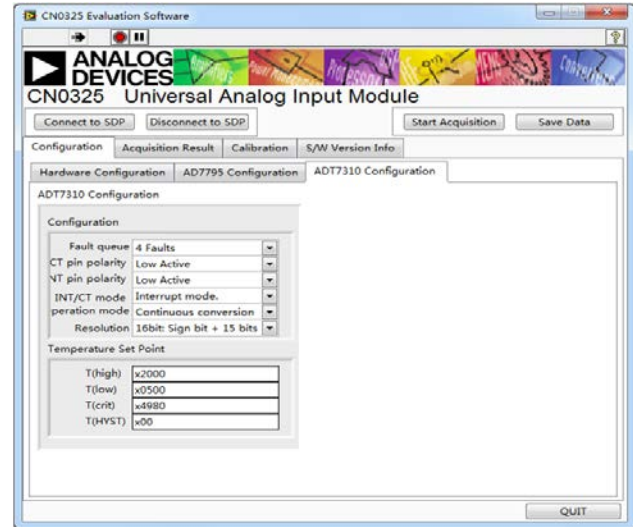 CN0325 Evaluation Software
ANALOG
DEVICES
CN0325 Universal Analog Input Module
Connect to SDP Disconnect to SDP Start Acquisition Save Data
Configuration Acquisition Result Calibration S/W Version Info
Hardware Configuration AD7795 Configuration ADT7310 Configuration
ADT7310 Configuration
Configuration
Fault queue 4 Faults
CT pin polarity Low Active
NT pin polarity Low Active
INT/CT mode Interrupt mode.
peration mode Continuous conversion
Resolution 16bit: Sign bit + 15 bits
Temperature Set Point
T(high) x2000
T(low) x0500
T(crit) x4980
T(HYST) x00
QUIT